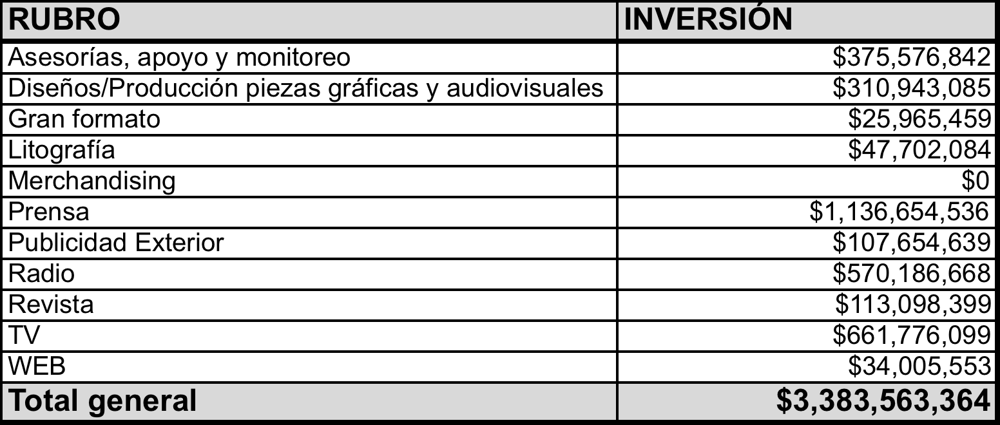 RUBRO INVERSIÓN
Asesorías, apoyo y monitoreo $375,576,842
Diseños/Producción piezas gráficas y audiovisuales $310,943,085
Gran formato $25,965,459
Litografía $47,702,084
Merchandising $0
Prensa $1,136,654,536
Publicidad Exterior $107,654,639
Radio $570,186,668
Revista $113,098,399
TV $661,776,099
WEB $34,005,553
Total general $3,383,563,364